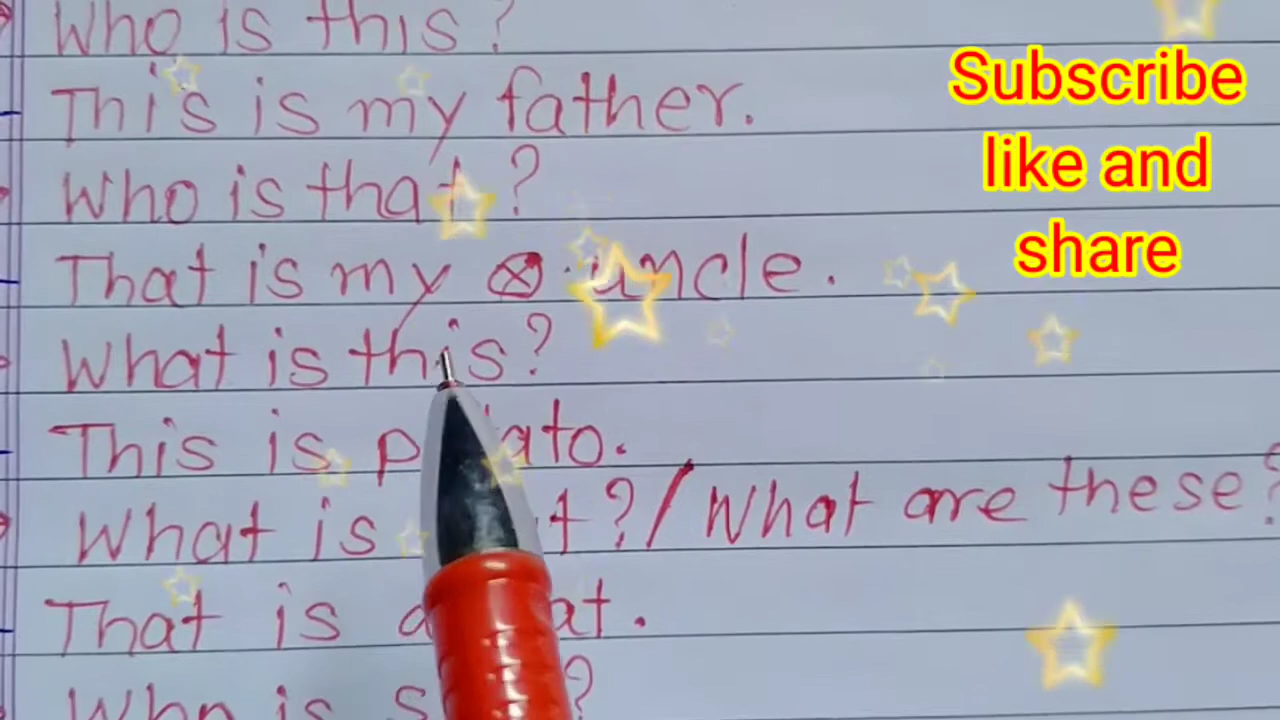 Who is this?
This is my father.
Who is that?
That is my uncle.
What is this?
This is
What is ?/ What are these?
That is
Who is ?
Subscribe
like and
share